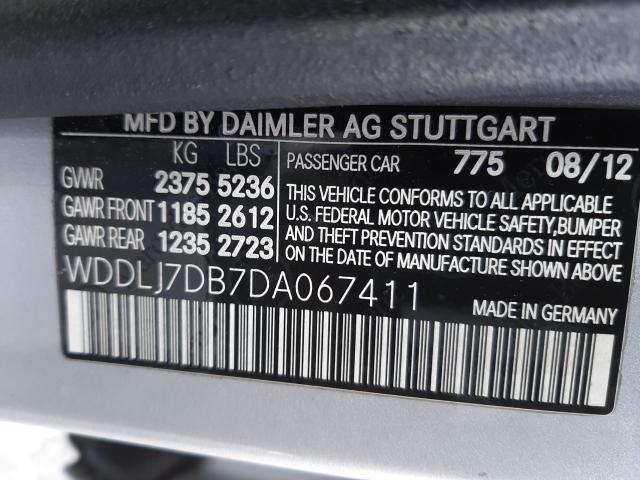 MFD BY DAIMLER AG STUTTGART
KG LBS
GVWR 2375 5236
GAWR FRONT 1185 2612
GAWR REAR 1235 2723
PASSENGER CAR 775 08/12
THIS VEHICLE CONFORMS TO ALL APPLICABLE
U.S. FEDERAL MOTOR VEHICLE SAFETY,BUMPER
AND THEFT PREVENTION STANDARDS IN EFFECT
ON THE DATE OF MANUFACTURE SHOWN ABOVE.
WDDLJ7DB7DA067411
MADE IN GERMANY